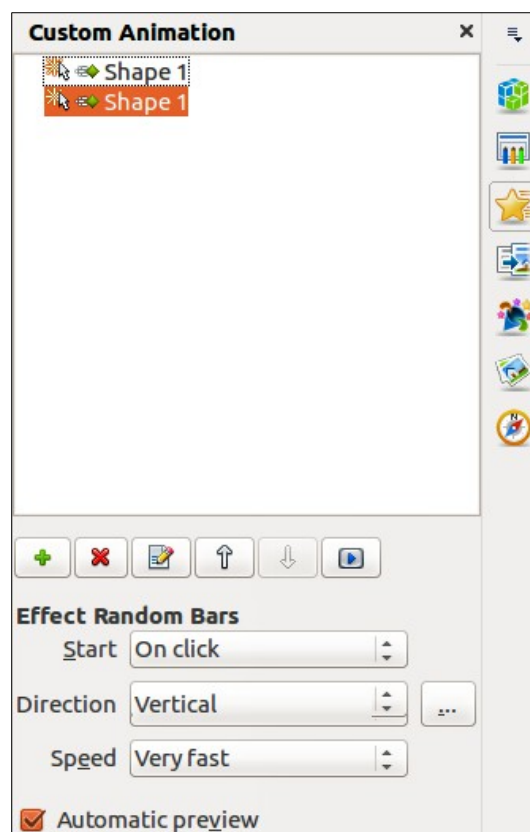 Custom Animation
Shape 1
Shape 1
Effect Random Bars
Start On click
Direction Vertical ...
Speed Very fast
Automatic preview